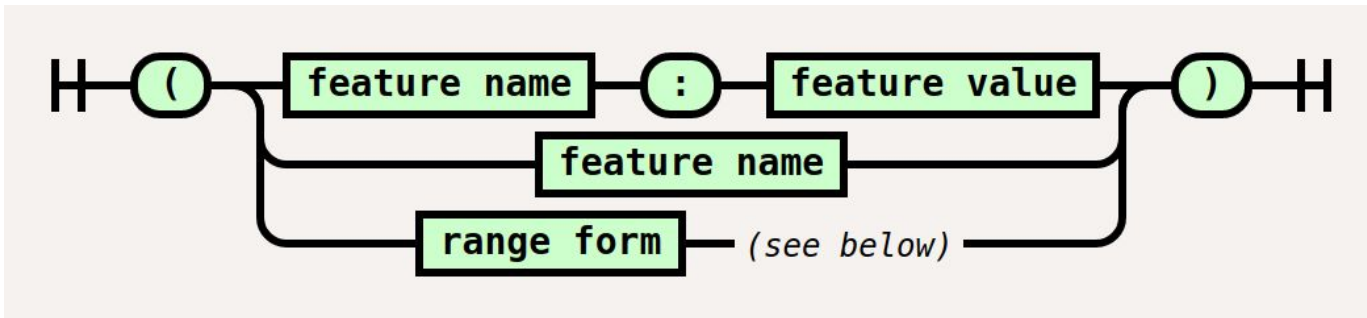 ( feature name : feature value )
feature name
range form (see below)